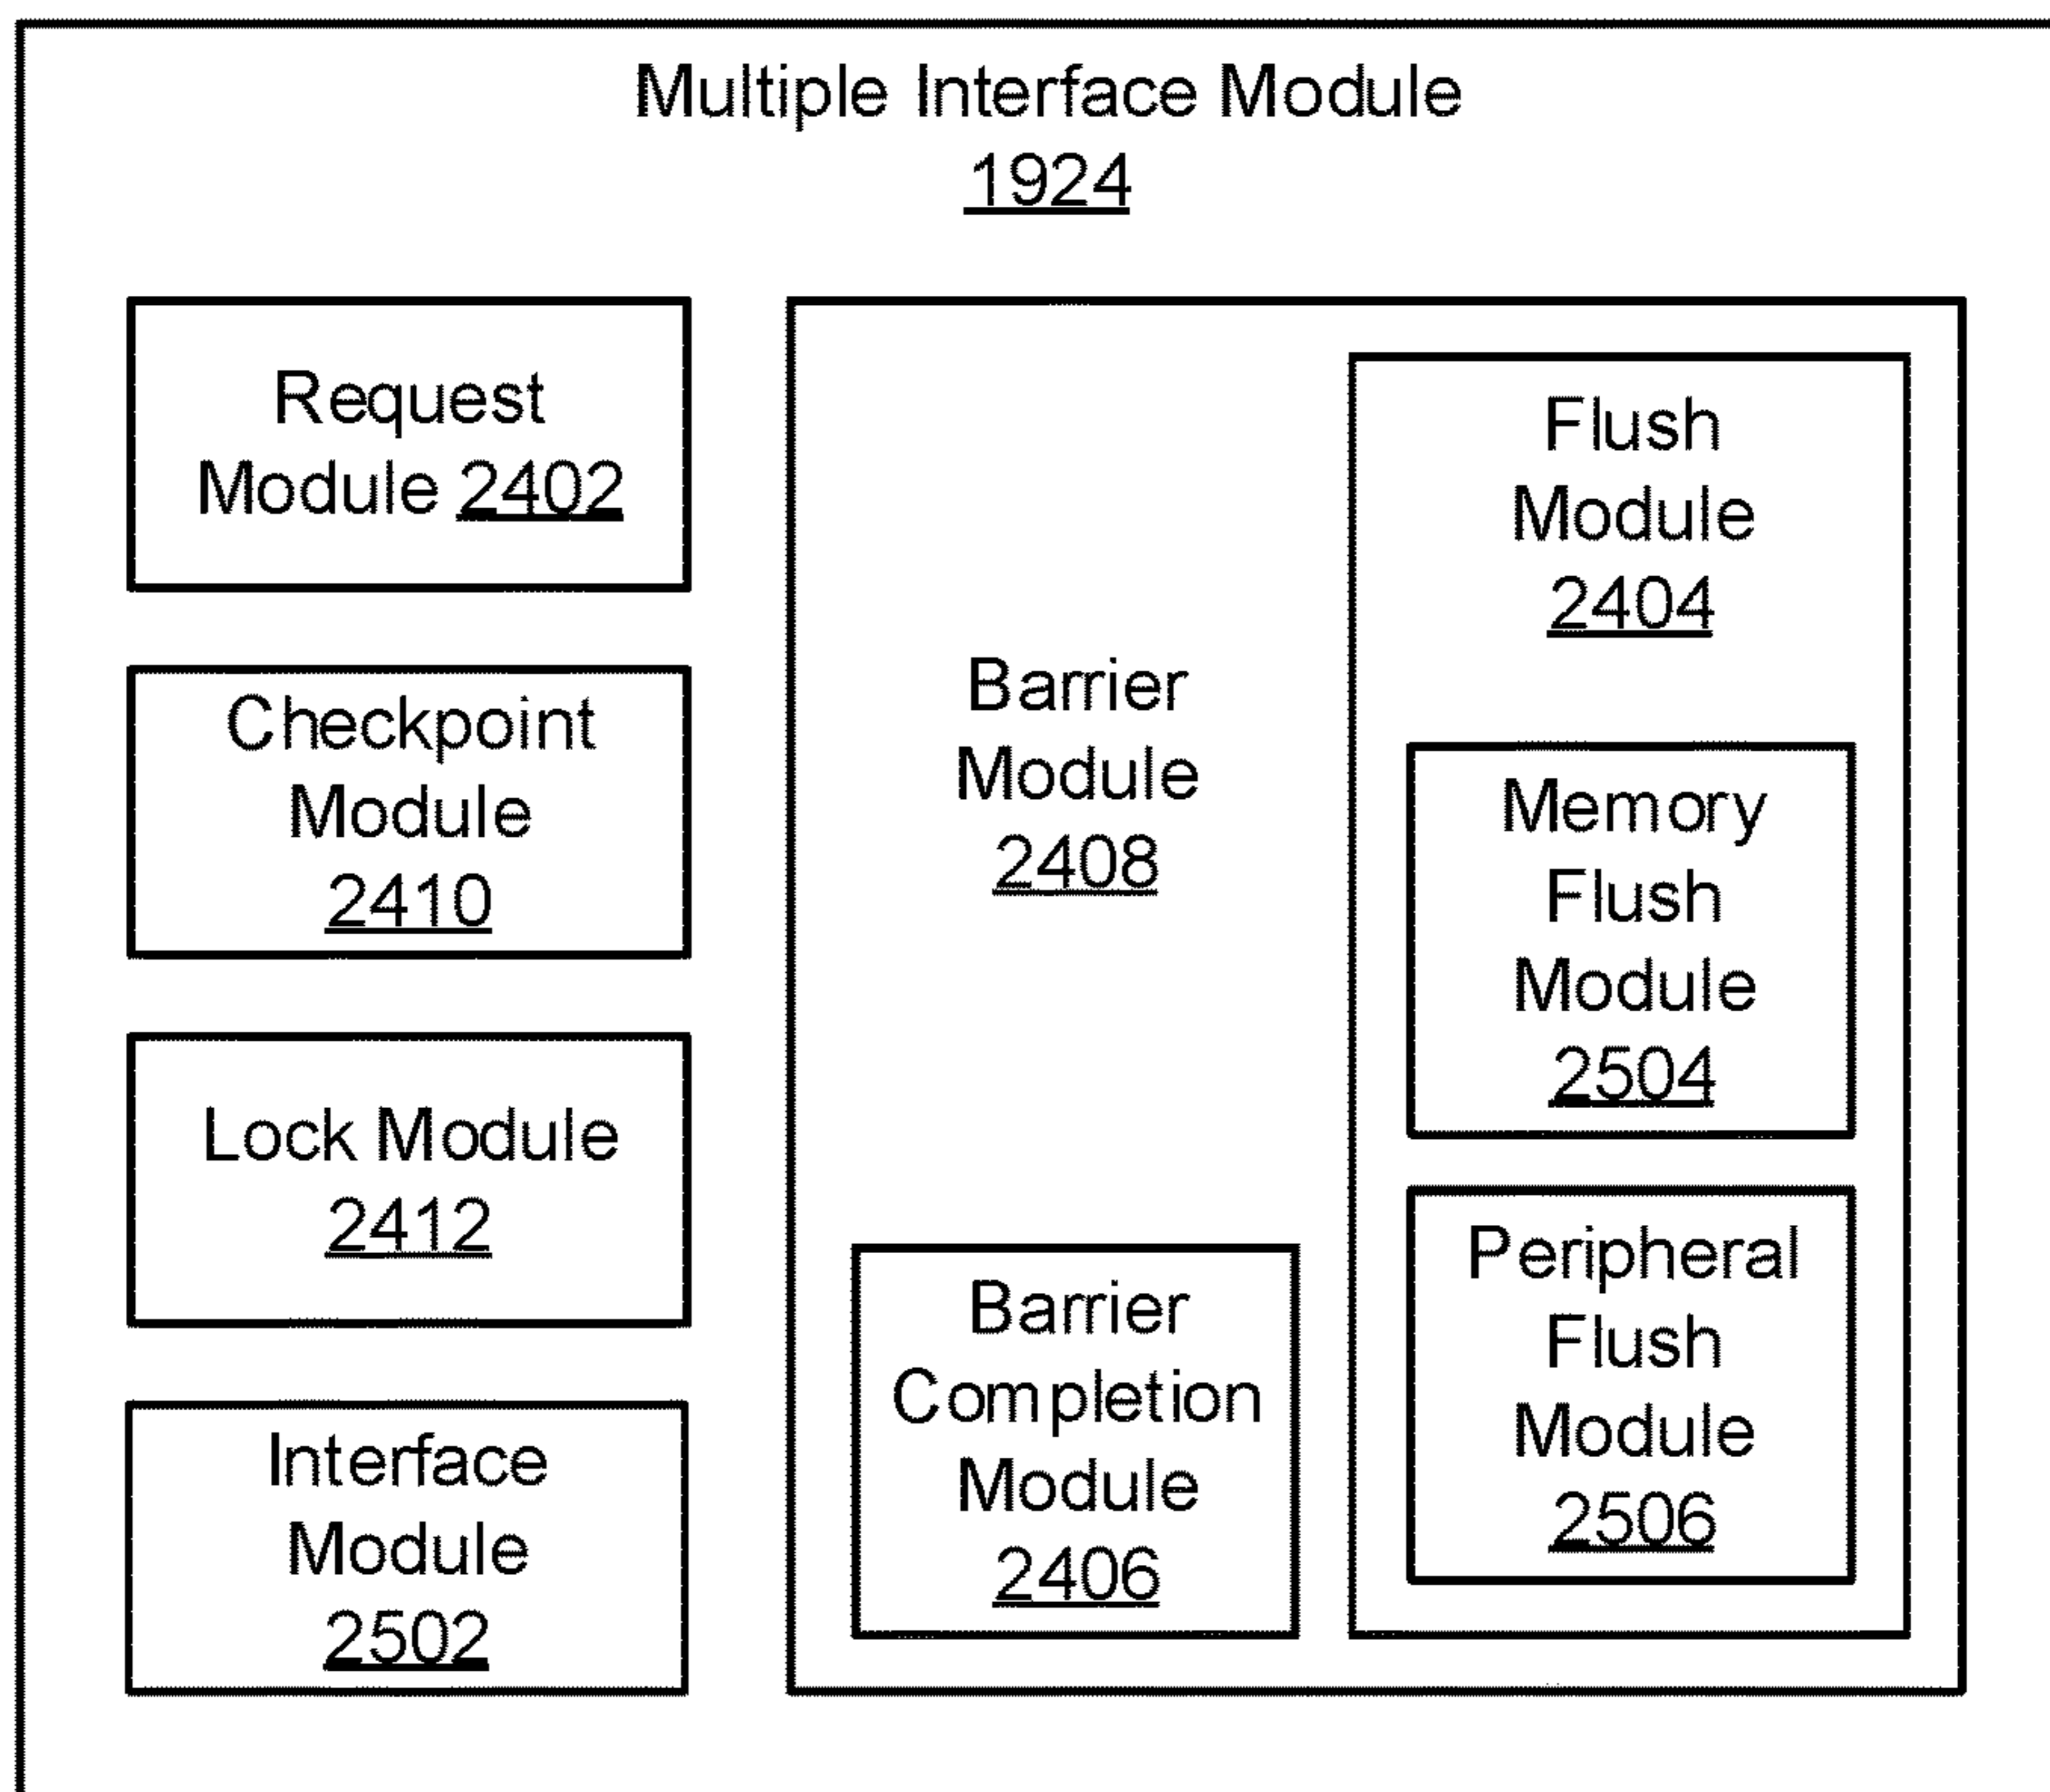 Multiple Interface Module
1924
Request
Module 2402
Checkpoint
Module
2410
Lock Module
2412
Interface
Module
2502
Barrier
Module
2408
Barrier
Completion
Module
2406
Flush
Module
2404
Memory
Flush
Module
2504
Peripheral
Flush
Module
2506